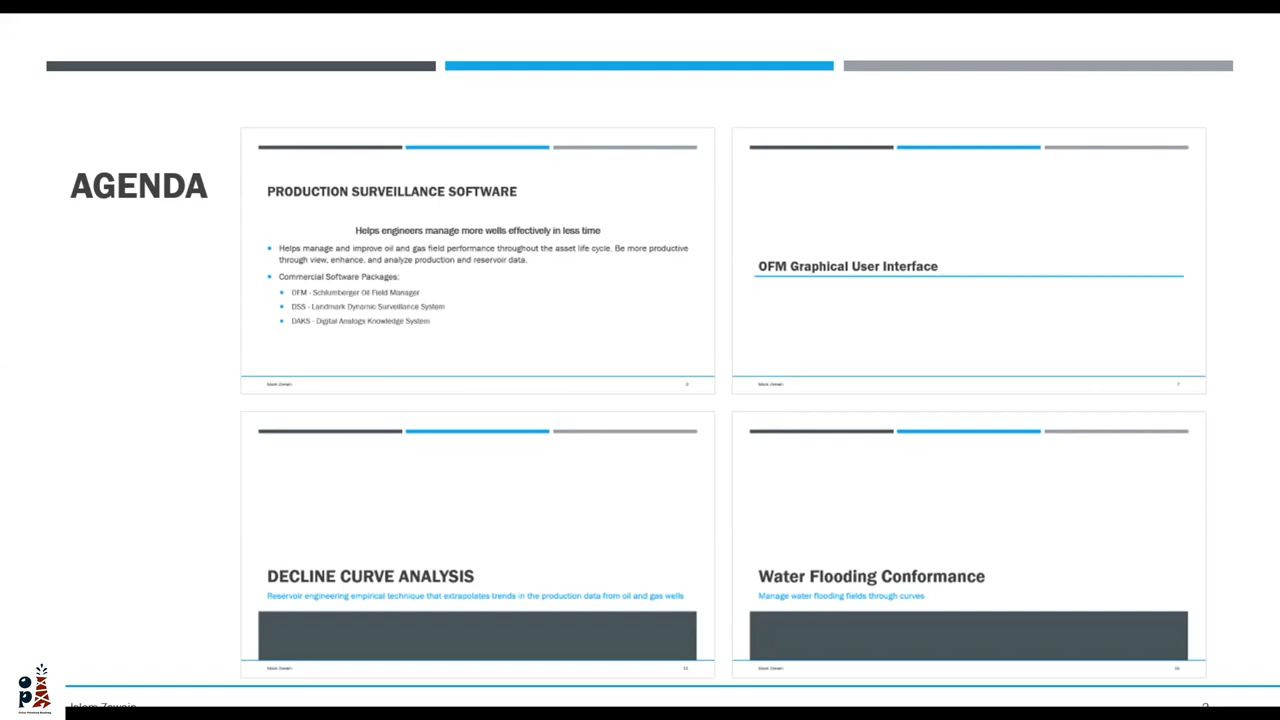 AGENDA
PRODUCTION SURVEILLANCE SOFTWARE
Helps engineers manage more wells effectively in less time
Helps manage and improve oil and gas field performance throughout the asset life cycle. Be more productive
through view, enhance, and analyze production and reservoir data.
Commercial Software Packages:
OFM - Schlumberger Oil Field Manager
DSS - Landmark Dynamic Surveillance System
DAKS - Digital Analogs Knowledge System
OFM Graphical User Interface
7
DECLINE CURVE ANALYSIS
Reservoir engineering empirical technique that extrapolates trends in the production data from oil and gas wells
Water Flooding Conformance
Manage water flooding fields through curves
Islam Zewain